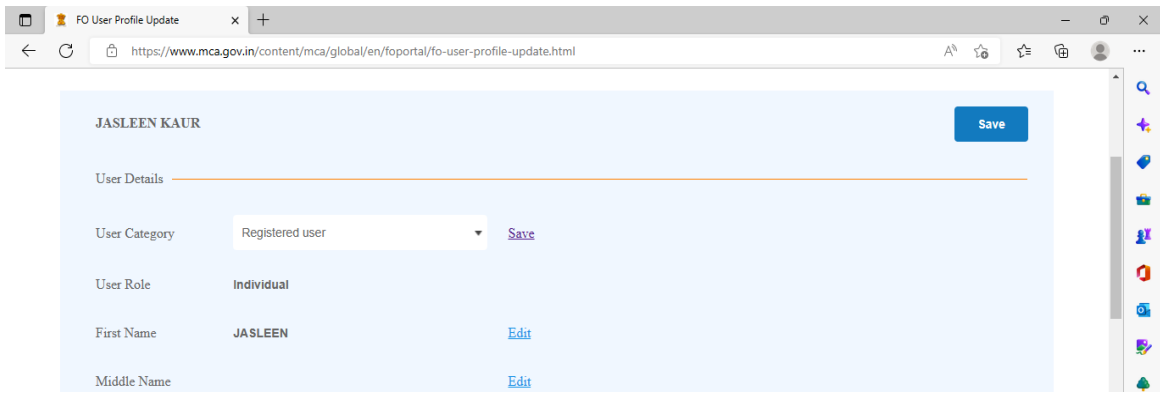 FO User Profile Update
https://www.mca.gov.in/content/mca/global/en/foportal/fo-user-profile-update.html
JASLEEN KAUR Save
User Details
User Category Registered user Save
User Role Individual
First Name JASLEEN Edit
Middle Name Edit